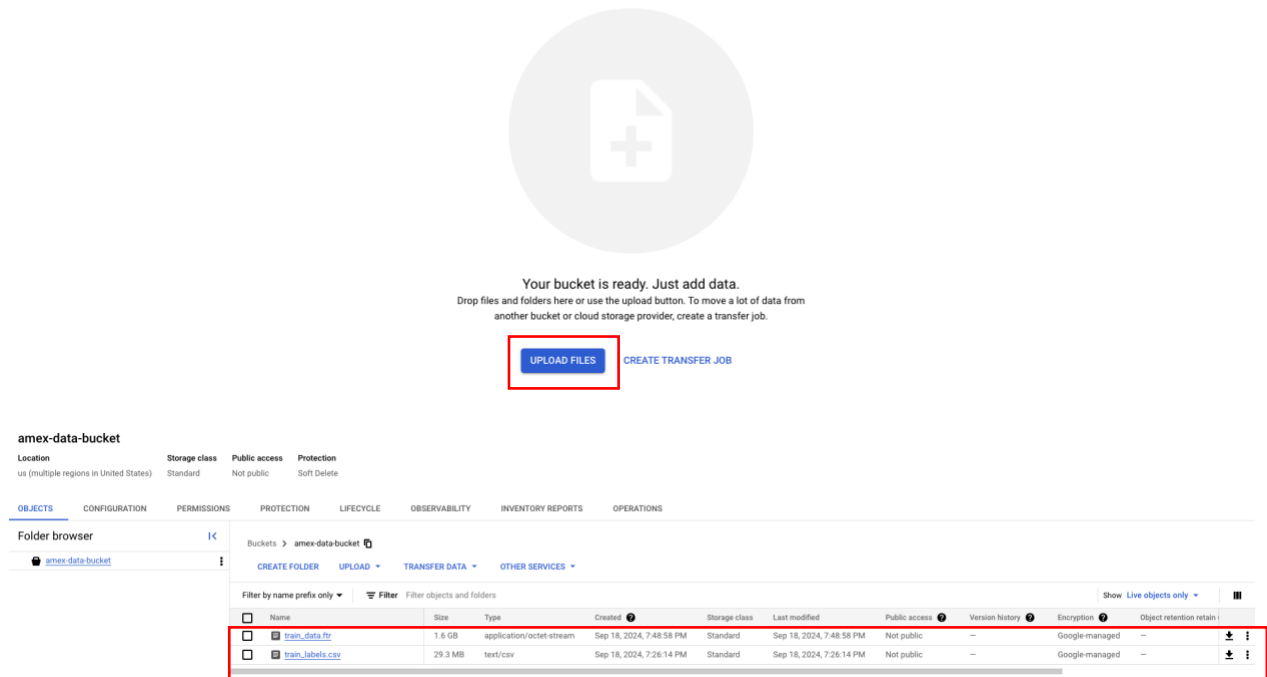 Your bucket is ready. Just add data.
Drop files and folders here or use the upload button. To move a lot of data from
another bucket or cloud storage provider, create a transfer job.
UPLOAD FILES CREATE TRANSFER JOB
amex-data-bucket
Location Storage class Public access Protection
us (multiple regions in United States) Standard Not public Soft Delete
OBJECTS CONFIGURATION PERMISSIONS PROTECTION LIFECYCLE OBSERVABILITY INVENTORY REPORTS OPERATIONS
Folder browser
Buckets > amex-data-bucket
amex-data-bucket
CREATE FOLDER UPLOAD TRANSFER DATA OTHER SERVICES
Filter by name prefix only Filter Filter objects and folders Show Live objects only
Name Size Type Created Storage class Last modified Public access Version history Encryption Object retention retain
train_data.ftr 1.6 GB application/octet-stream Sep 18, 2024, 7:48:58 PM Standard Sep 18, 2024, 7:48:58 PM Not public — Google-managed —
train_labels.csv 29.3 MB text/csv Sep 18, 2024, 7:26:14 PM Standard Sep 18, 2024, 7:26:14 PM Not public — Google-managed —